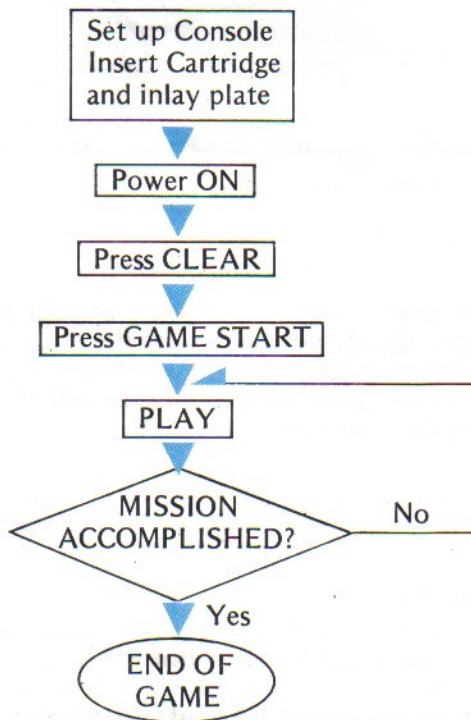 Set up Console
Insert Cartridge
and inlay plate
Power ON
Press CLEAR
Press GAME START
PLAY
MISSION
ACCOMPLISHED?
No
Yes
END OF
GAME